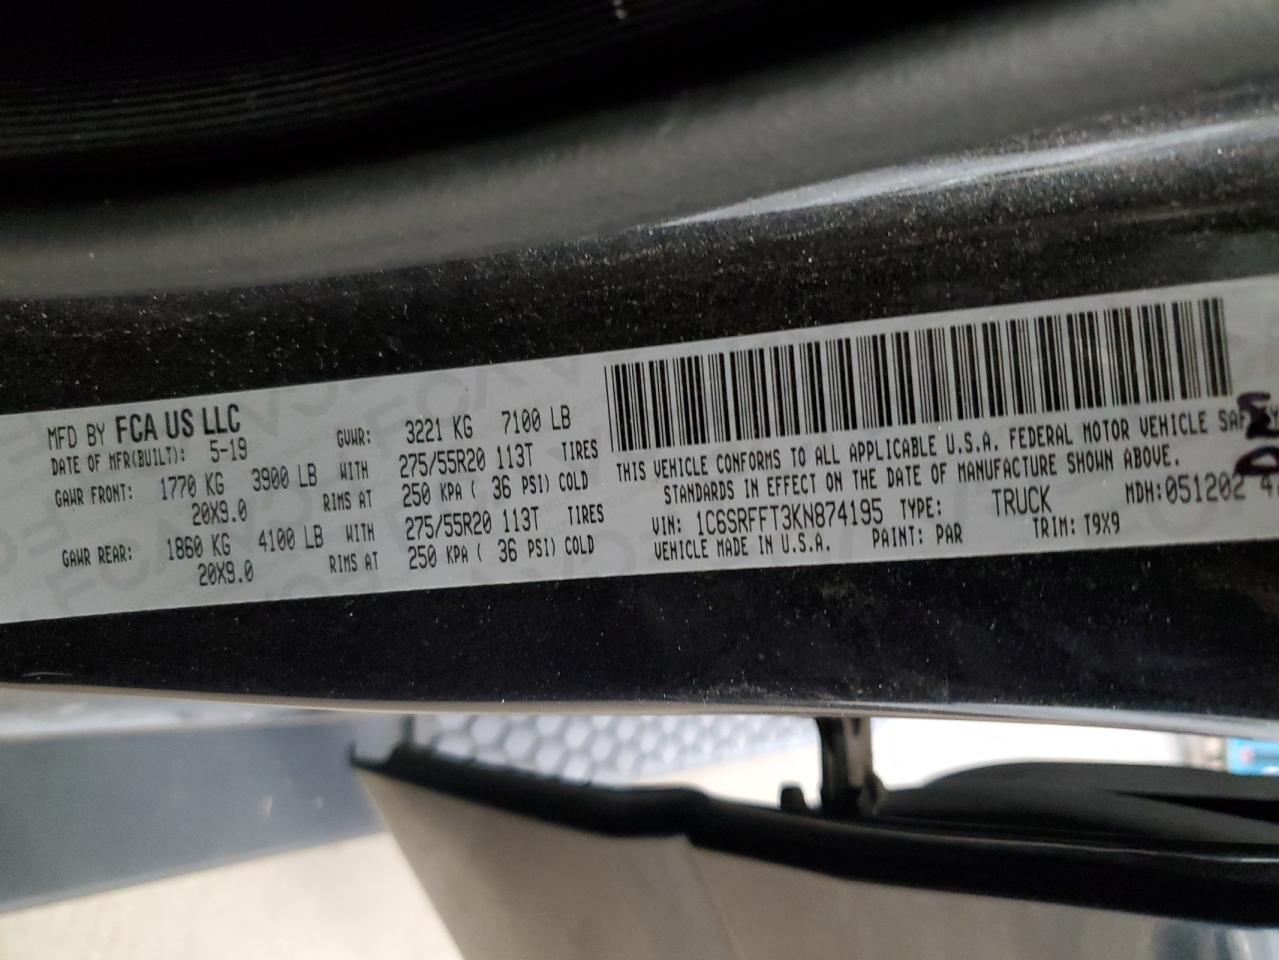 MFD BY FCA US LLC
DATE OF MFR(BUILT): 5-19 GVWR: 3221 KG 7100 LB
GAWR FRONT: 1770 KG 3900 LB WITH 275/55R20 113T TIRES
20X9.0 RIMS AT 250 KPA ( 36 PSI) COLD
GAWR REAR: 1860 KG 4100 LB WITH 275/55R20 113T TIRES
20X9.0 RIMS AT 250 KPA ( 36 PSI) COLD
THIS VEHICLE CONFORMS TO ALL APPLICABLE U.S.A. FEDERAL MOTOR VEHICLE
STANDARDS IN EFFECT ON THE DATE OF MANUFACTURE SHOWN ABOVE.
VIN: 1C6SRFFT3KN874195 TYPE: TRUCK MDH:051202
VEHICLE MADE IN U.S.A. PAINT: PAR TRIM: T9X9